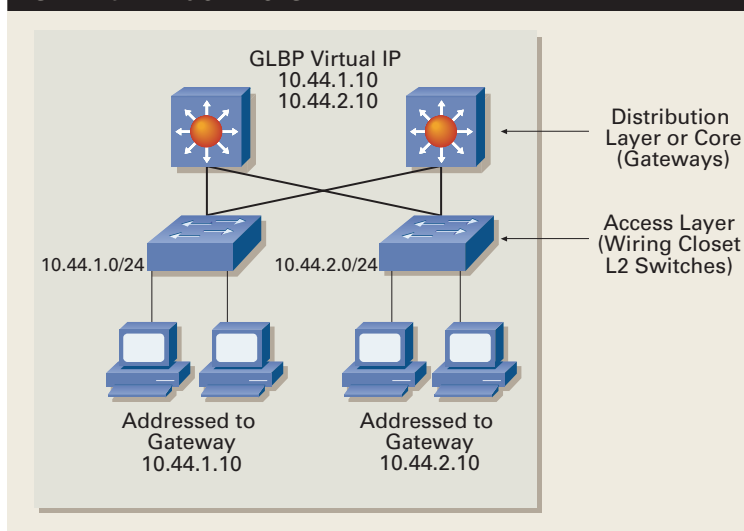 GLBP Virtual IP
10.44.1.10
10.44.2.10
Distribution
Layer or Core
(Gateways)
Access Layer
(Wiring Closet
L2 Switches)
10.44.1.0/24
10.44.2.0/24
Addressed to
Gateway
10.44.1.10
Addressed to
Gateway
10.44.2.10